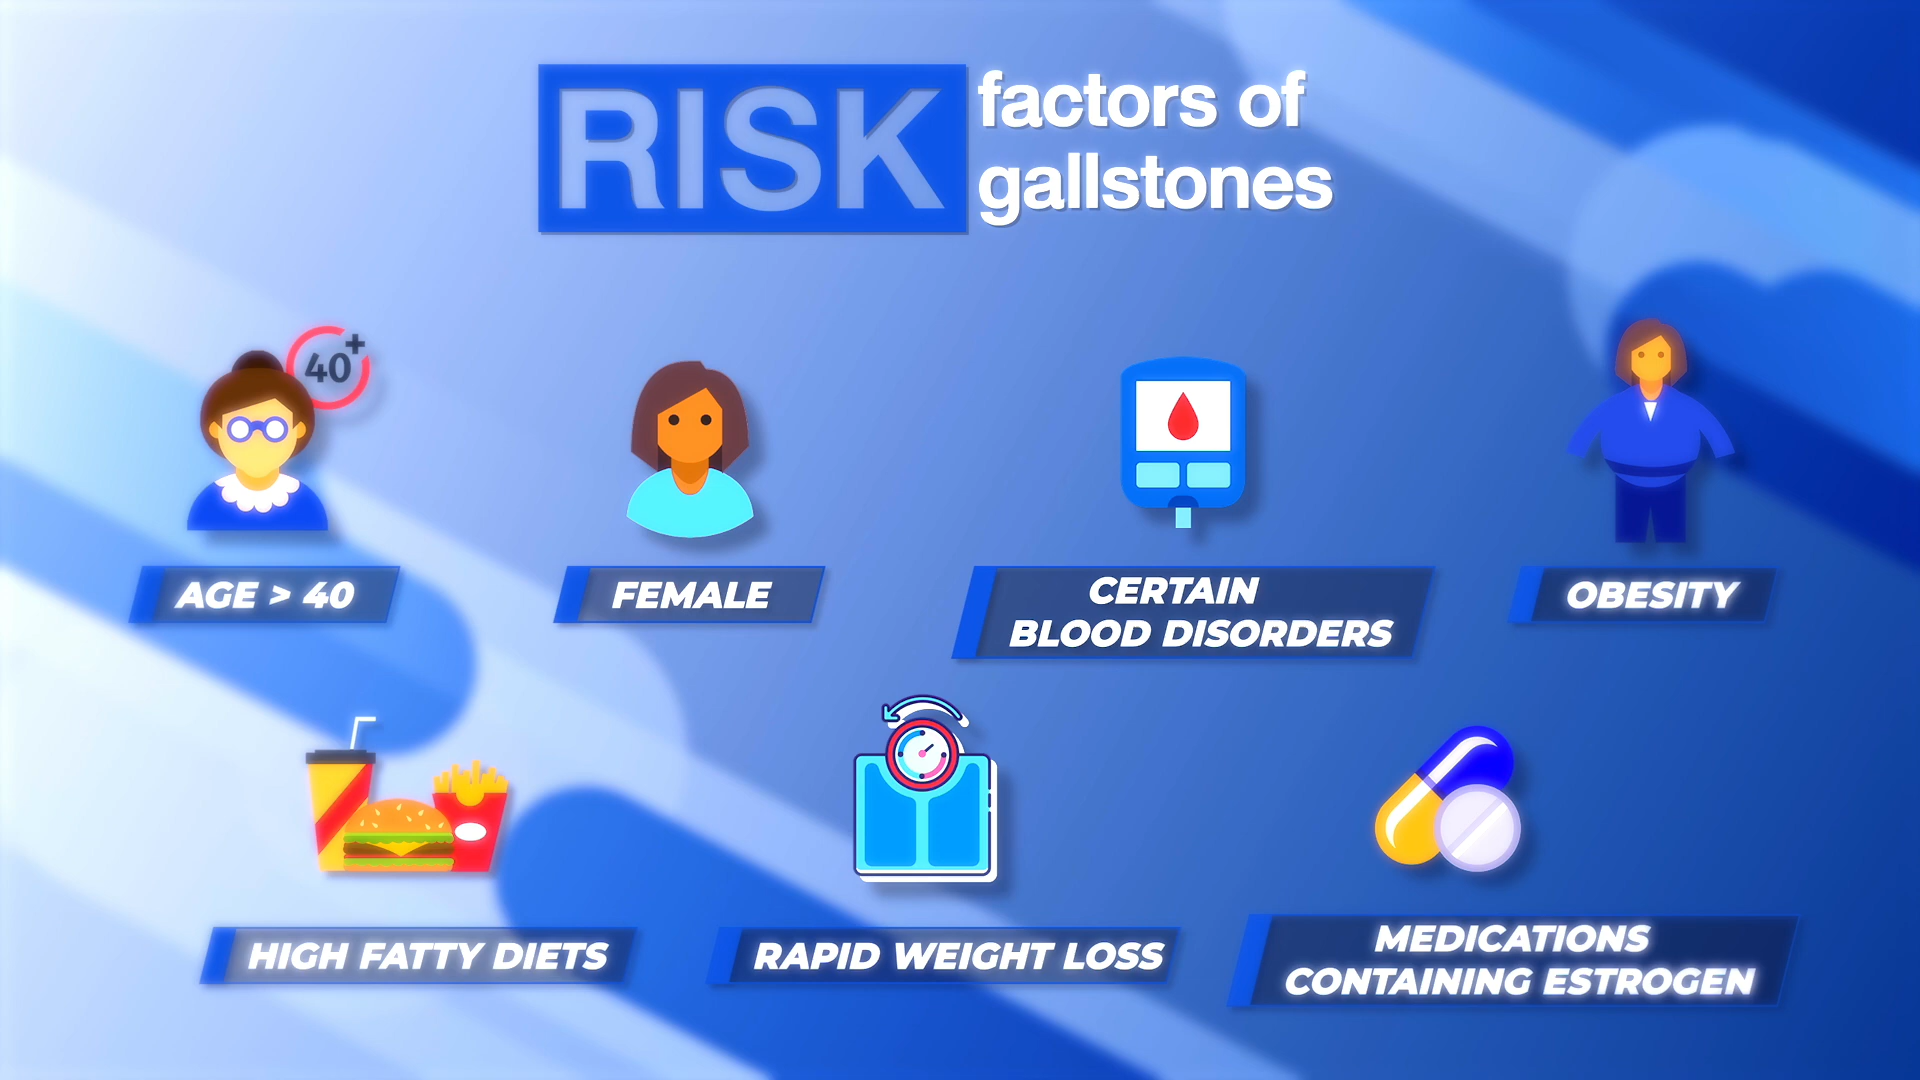 RISK factors of
gallstones
40+
AGE > 40
FEMALE
CERTAIN
BLOOD DISORDERS
OBESITY
HIGH FATTY DIETS
RAPID WEIGHT LOSS
MEDICATIONS
CONTAINING ESTROGEN